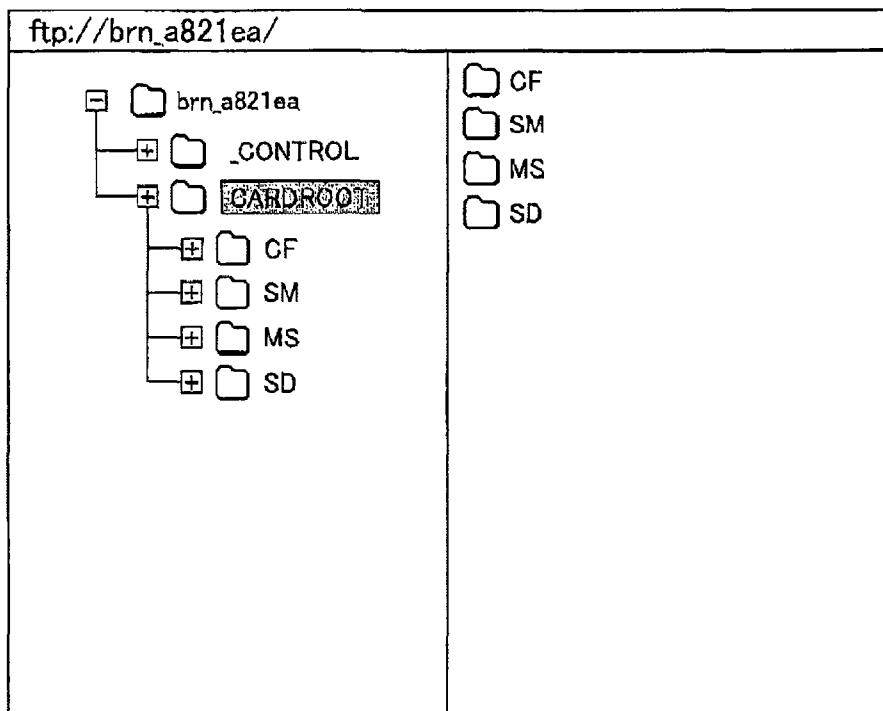 ftp://brn_a821ea/
brn_a821ea
_CONTROL
CARDROOT
CF
SM
MS
SD
CF
SM
MS
SD